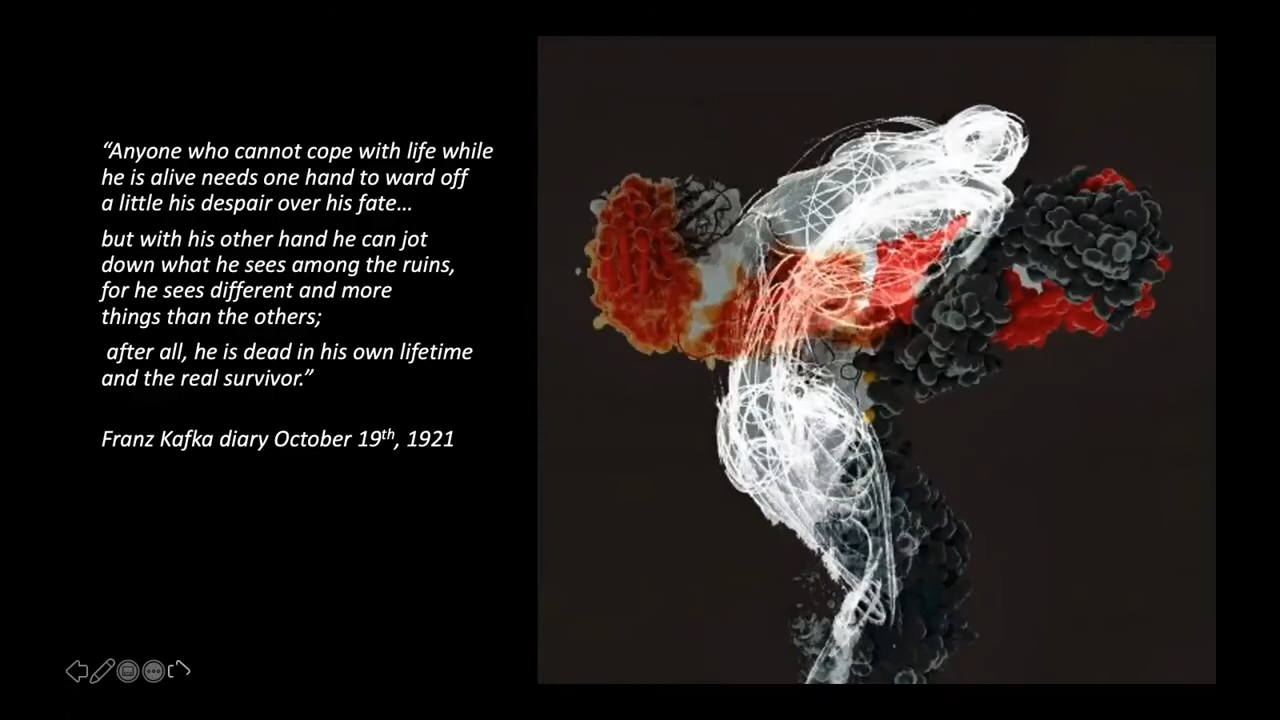 “Anyone who cannot cope with life while
he is alive needs one hand to ward off
a little his despair over his fate...
but with his other hand he can jot
down what he sees among the ruins,
for he sees different and more
things than the others;
after all, he is dead in his own lifetime
and the real survivor.”
Franz Kafka diary October 19th, 1921